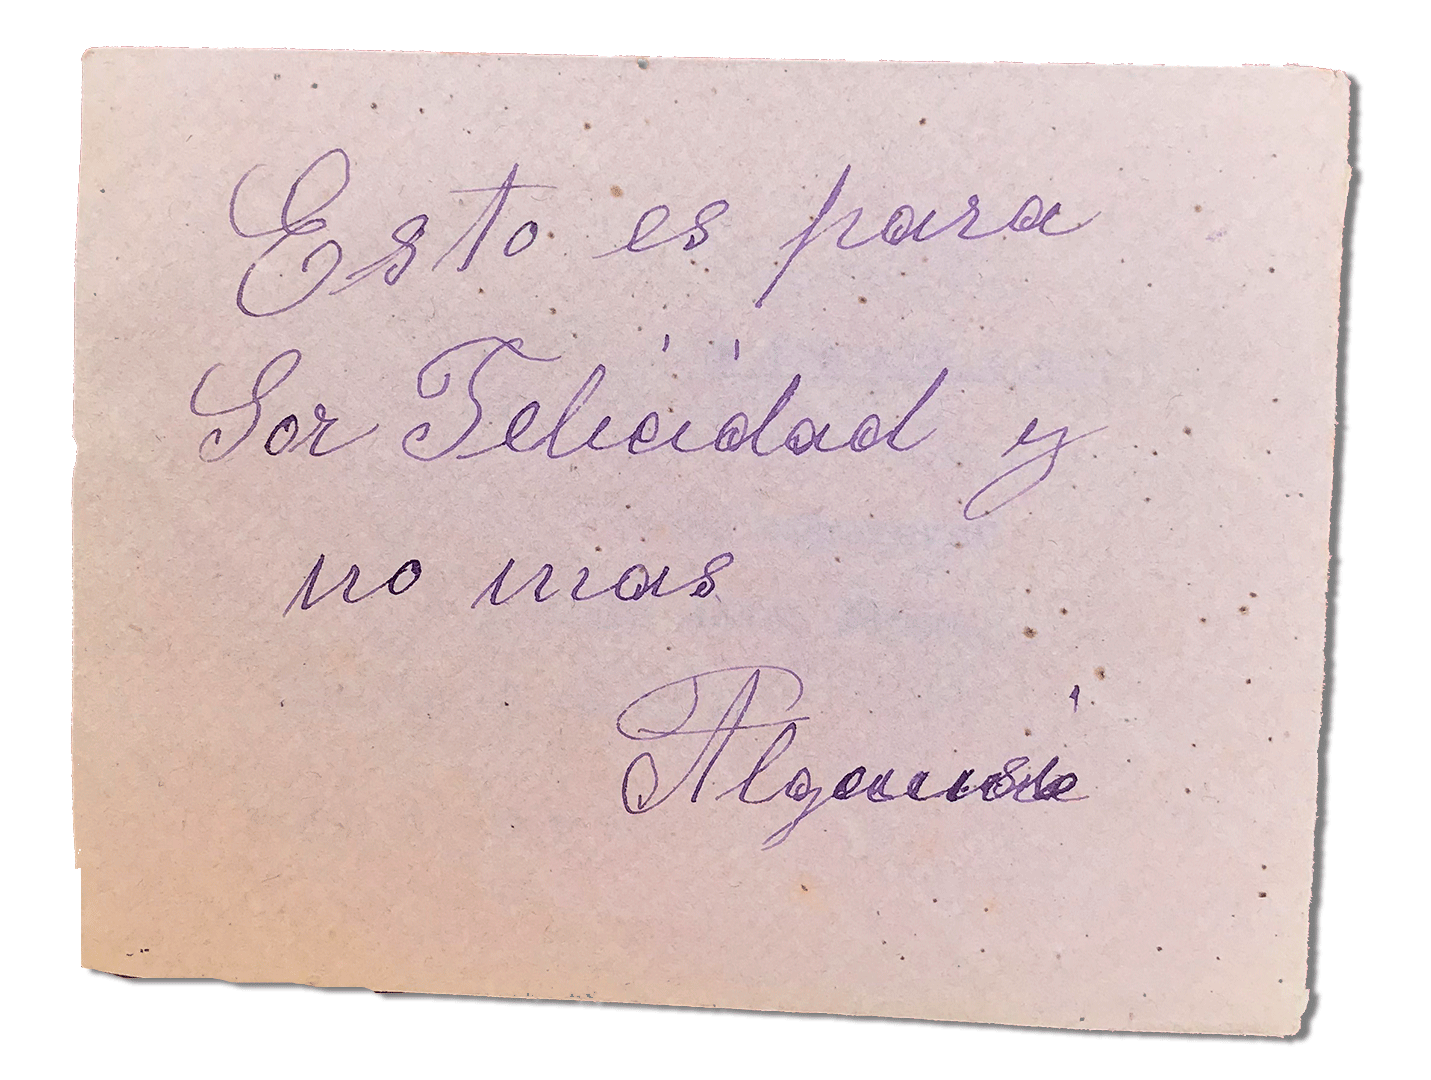 Esto es para
Sor Felicidad y
no mas